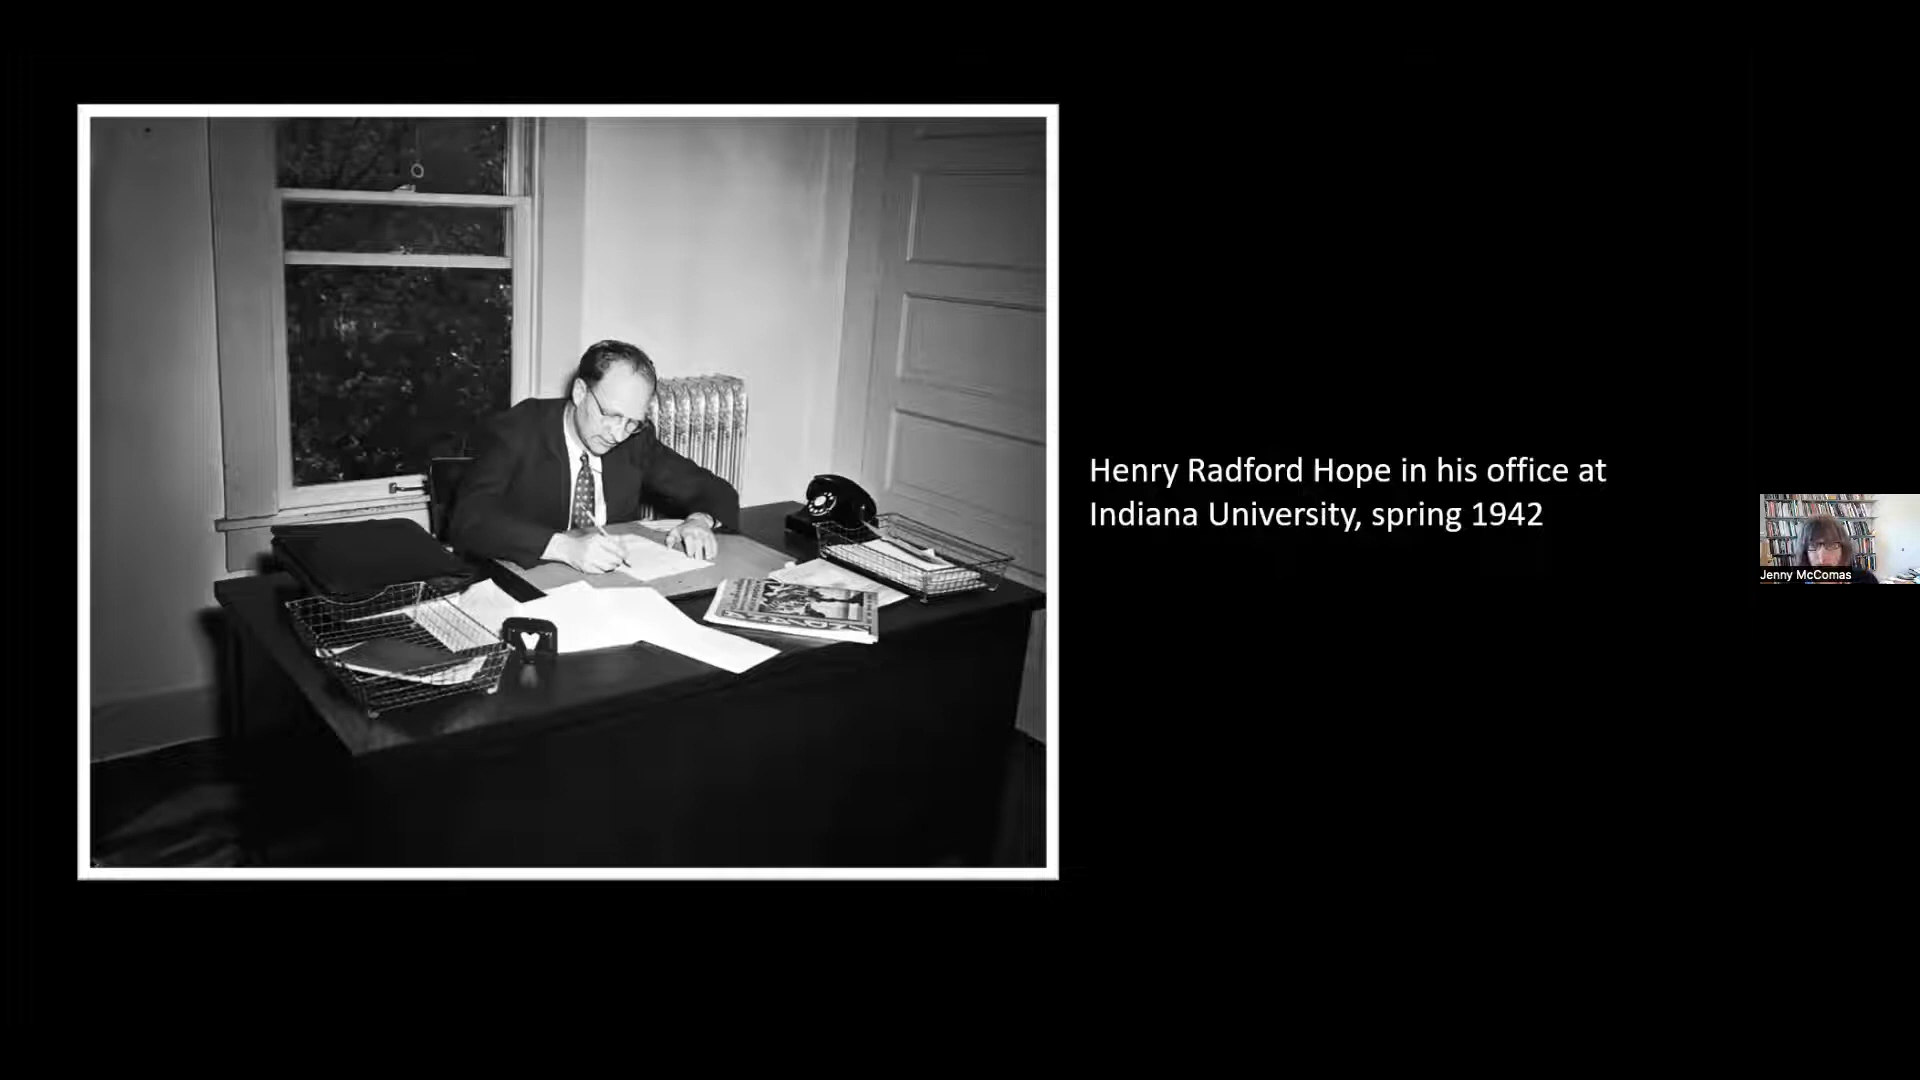 Henry Radford Hope in his office at
Indiana University, spring 1942
Jenny McComas